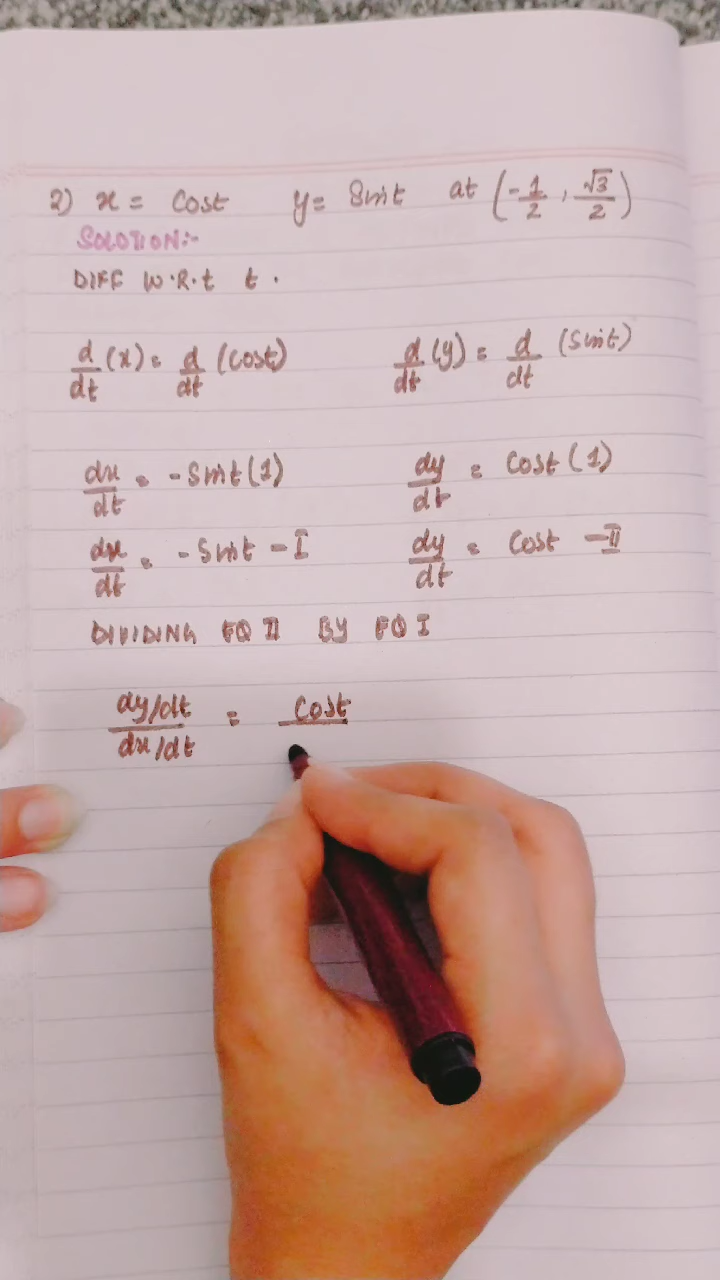 2) x = Cost y = Sint at (-1/2, √3/2)
SOLUTION:-
DIFF W.R.t t.
d/dt (x) = d/dt (Cost) d/dt (y) = d/dt (Sint)
dx/dt = -Sint(1) dy/dt = Cost(1)
dx/dt = -Sint -I dy/dt = Cost -II
DIVIDING EQ II BY EQ I
dy/dt / dx/dt = Cost